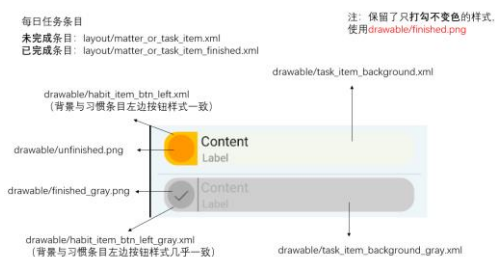 每日任务条目
未完成条目：layout/matter_or_task_item.xml
已完成条目：layout/matter_or_task_item_finished.xml
注：保留了只打勾不变色的样式，
使用drawable/finished.png
drawable/task_item_background.xml
drawable/habit_item_btn_left.xml
（背景与习惯条目左边按钮样式一致）
drawable/unfinished.png
Content
Label
drawable/finished_gray.png
Content
Label
drawable/habit_item_btn_left_gray.xml
（背景与习惯条目左边按钮样式几乎一致）
drawable/task_item_background_gray.xml